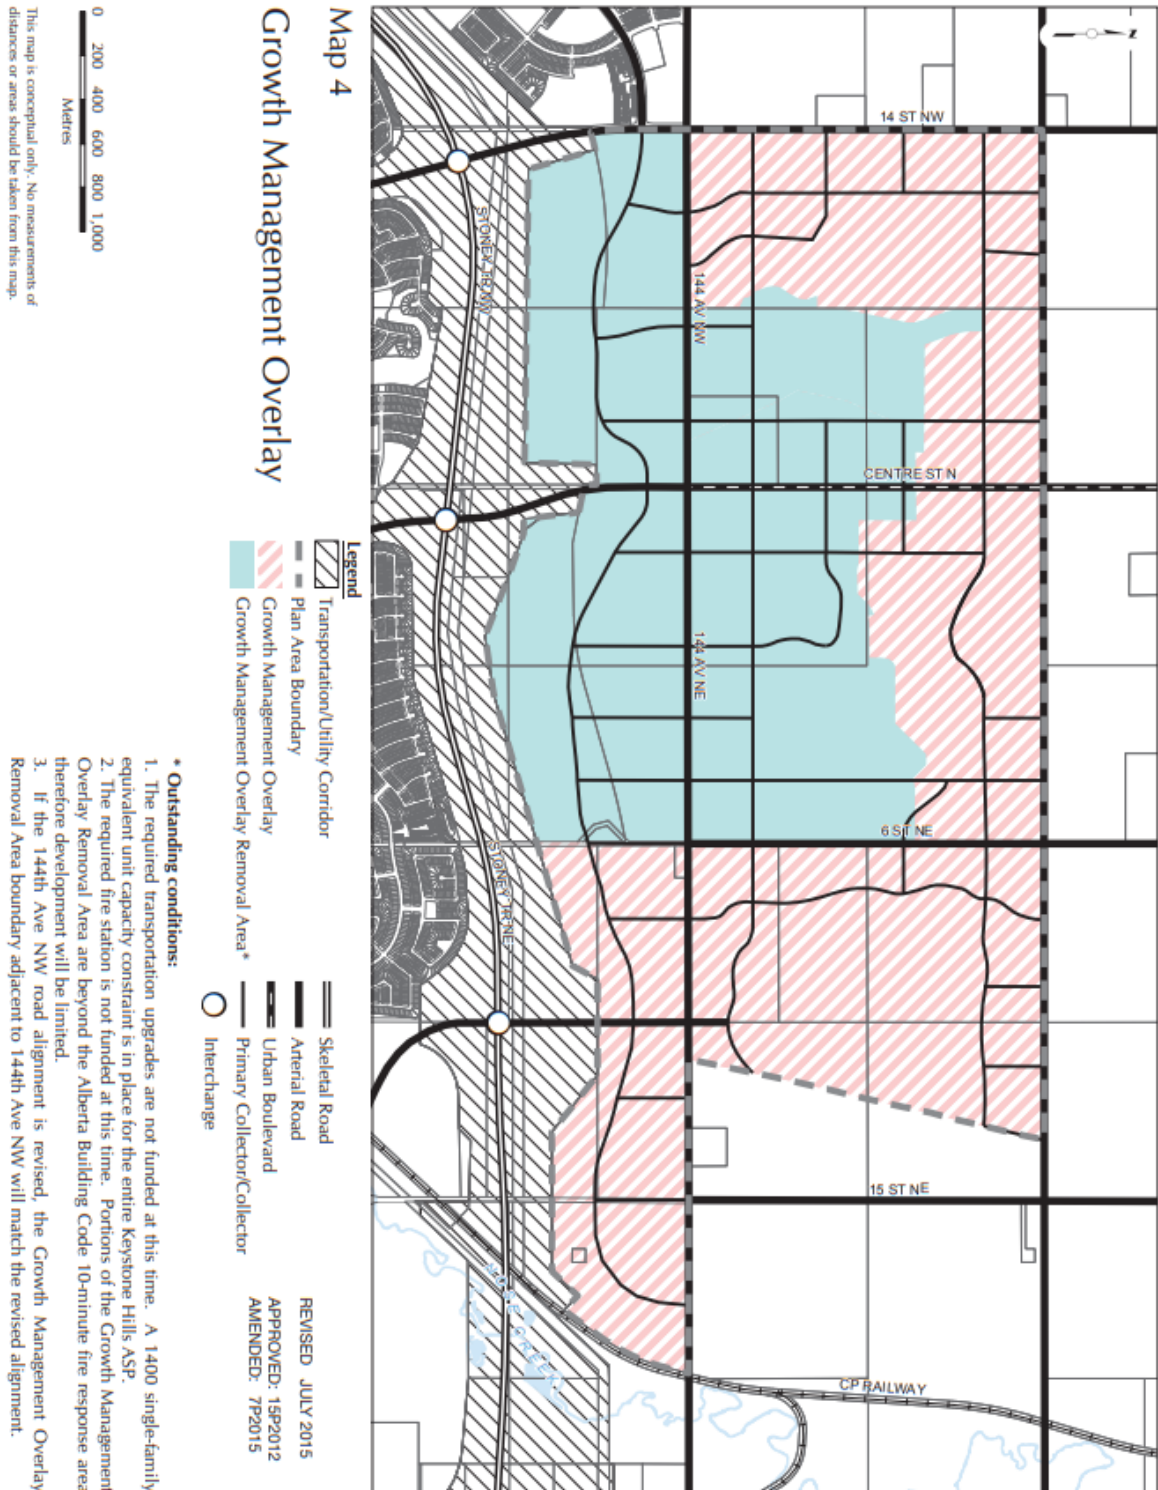 Map 4
Growth Management Overlay
0 200 400 600 800 1,000
Metres
This map is conceptual only. No measurements of
distances or areas should be taken from this map.
Legend
Transportation/Utility Corridor
Plan Area Boundary
Growth Management Overlay
Growth Management Overlay Removal Area*
Skeletal Road
Arterial Road
Urban Boulevard
Primary Collector/Collector
Interchange
* Outstanding conditions:
1. The required transportation upgrades are not funded at this time. A 1400 single-family
equivalent unit capacity constraint is in place for the entire Keystone Hills ASP.
2. The required fire station is not funded at this time. Portions of the Growth Management
Overlay Removal Area are beyond the Alberta Building Code 10-minute fire response area
therefore development will be limited.
3. If the 144th Ave NW road alignment is revised, the Growth Management Overlay
Removal Area boundary adjacent to 144th Ave NW will match the revised alignment.
REVISED JULY 2015
APPROVED: 15P2012
AMENDED: 7P2015
N
14 ST NW
144 AV NW
STONEY TR NW
CENTRE ST N
144 AV NE
6 ST NE
STONEY TR NE
15 ST NE
NOSE CREEK
CP RAILWAY